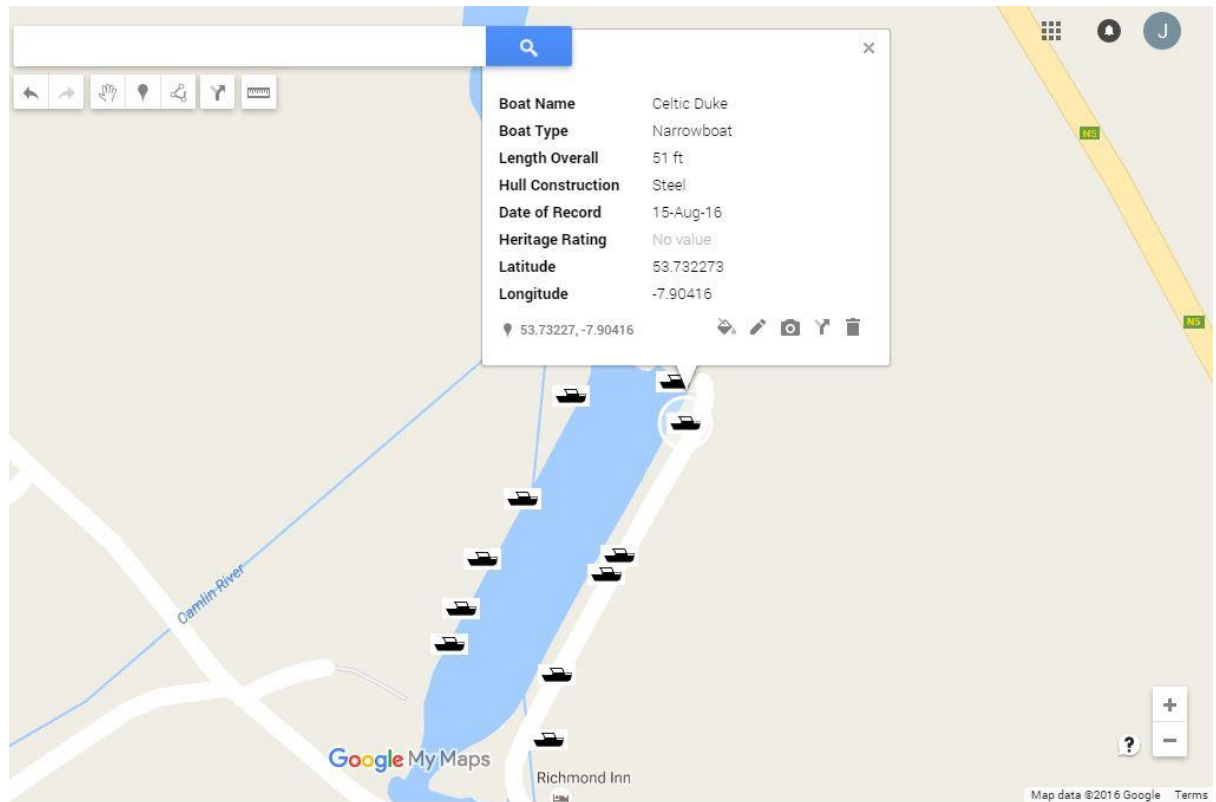 J
Boat Name Celtic Duke
Boat Type Narrowboat
Length Overall 51 ft
Hull Construction Steel
Date of Record 15-Aug-16
Heritage Rating No value
Latitude 53.732273
Longitude -7.90416
53.73227, -7.90416
N5
N5
Camlin River
Google My Maps
Richmond Inn
+
?
−
Map data ©2016 Google Terms